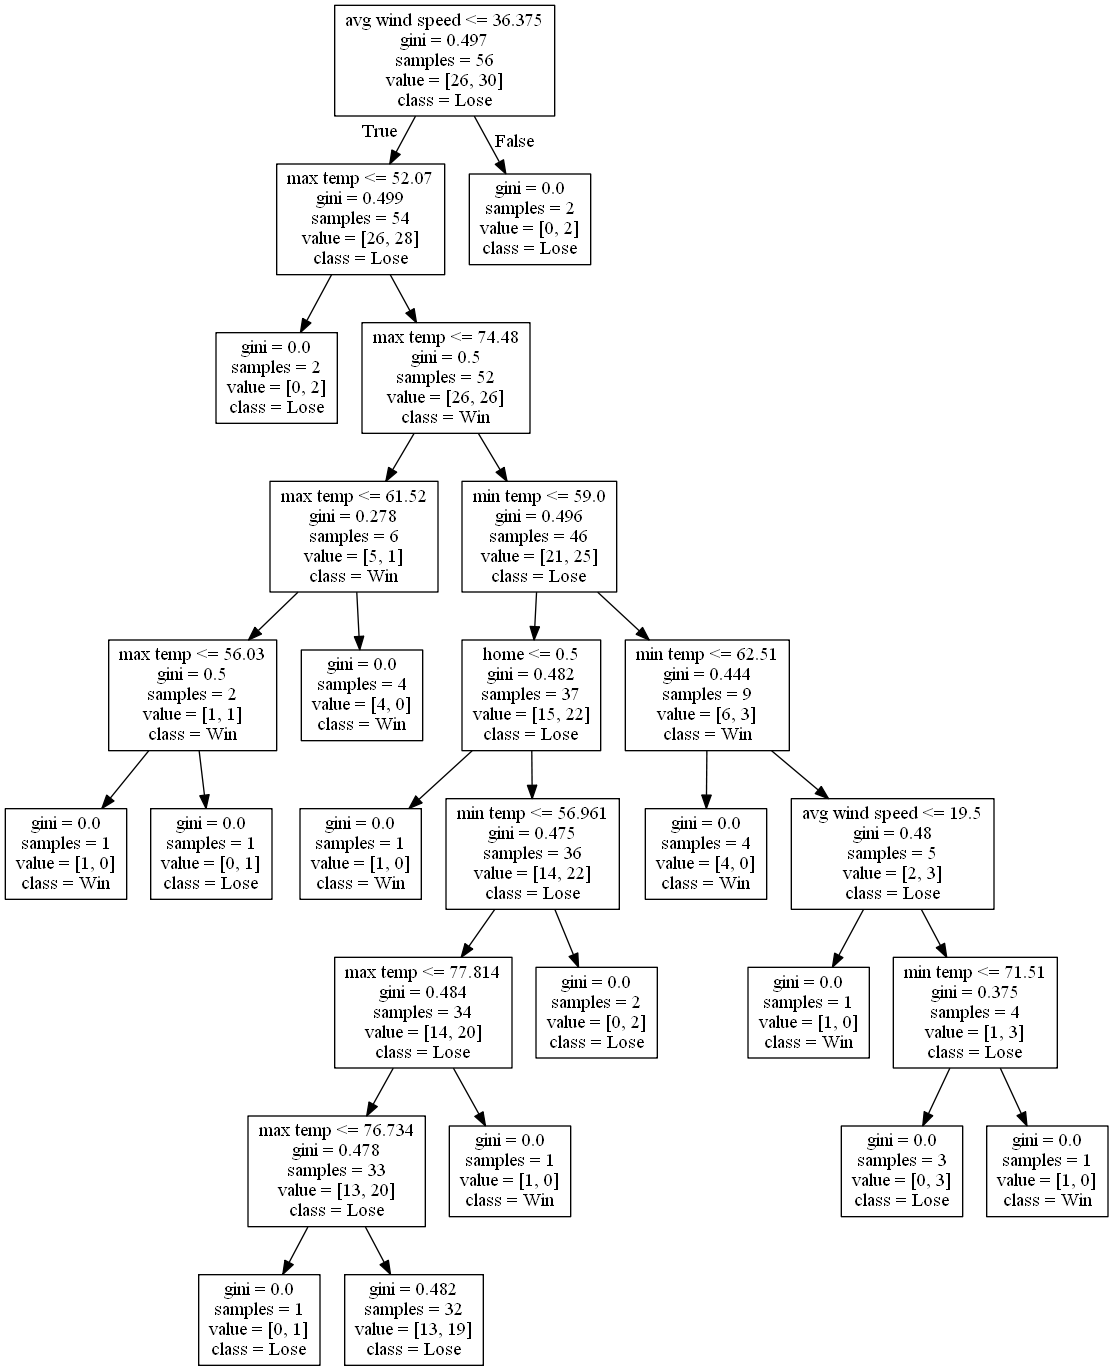 avg wind speed <= 36.375
gini = 0.497
samples = 56
value = [26, 30]
class = Lose
True
False
max temp <= 52.07
gini = 0.499
samples = 54
value = [26, 28]
class = Lose
gini = 0.0
samples = 2
value = [0, 2]
class = Lose
gini = 0.0
samples = 2
value = [0, 2]
class = Lose
max temp <= 74.48
gini = 0.5
samples = 52
value = [26, 26]
class = Win
max temp <= 61.52
gini = 0.278
samples = 6
value = [5, 1]
class = Win
min temp <= 59.0
gini = 0.496
samples = 46
value = [21, 25]
class = Lose
max temp <= 56.03
gini = 0.5
samples = 2
value = [1, 1]
class = Win
gini = 0.0
samples = 4
value = [4, 0]
class = Win
home <= 0.5
gini = 0.482
samples = 37
value = [15, 22]
class = Lose
min temp <= 62.51
gini = 0.444
samples = 9
value = [6, 3]
class = Win
gini = 0.0
samples = 1
value = [1, 0]
class = Win
gini = 0.0
samples = 1
value = [0, 1]
class = Lose
gini = 0.0
samples = 1
value = [1, 0]
class = Win
min temp <= 56.961
gini = 0.475
samples = 36
value = [14, 22]
class = Lose
gini = 0.0
samples = 4
value = [4, 0]
class = Win
avg wind speed <= 19.5
gini = 0.48
samples = 5
value = [2, 3]
class = Lose
max temp <= 77.814
gini = 0.484
samples = 34
value = [14, 20]
class = Lose
gini = 0.0
samples = 2
value = [0, 2]
class = Lose
gini = 0.0
samples = 1
value = [1, 0]
class = Win
min temp <= 71.51
gini = 0.375
samples = 4
value = [1, 3]
class = Lose
max temp <= 76.734
gini = 0.478
samples = 33
value = [13, 20]
class = Lose
gini = 0.0
samples = 1
value = [1, 0]
class = Win
gini = 0.0
samples = 3
value = [0, 3]
class = Lose
gini = 0.0
samples = 1
value = [1, 0]
class = Win
gini = 0.0
samples = 1
value = [0, 1]
class = Lose
gini = 0.482
samples = 32
value = [13, 19]
class = Lose